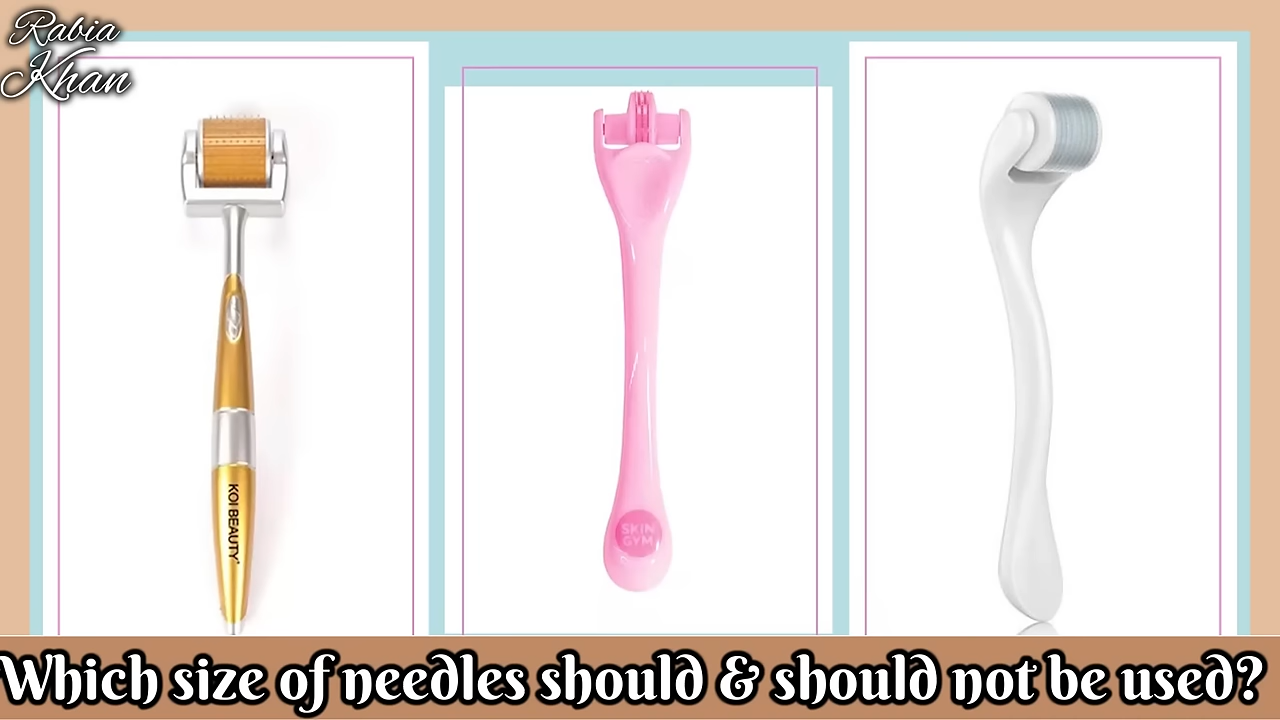 Rabia
Khan
KOI BEAUTY
SKIN
GYM
Which size of needles should & should not be used?